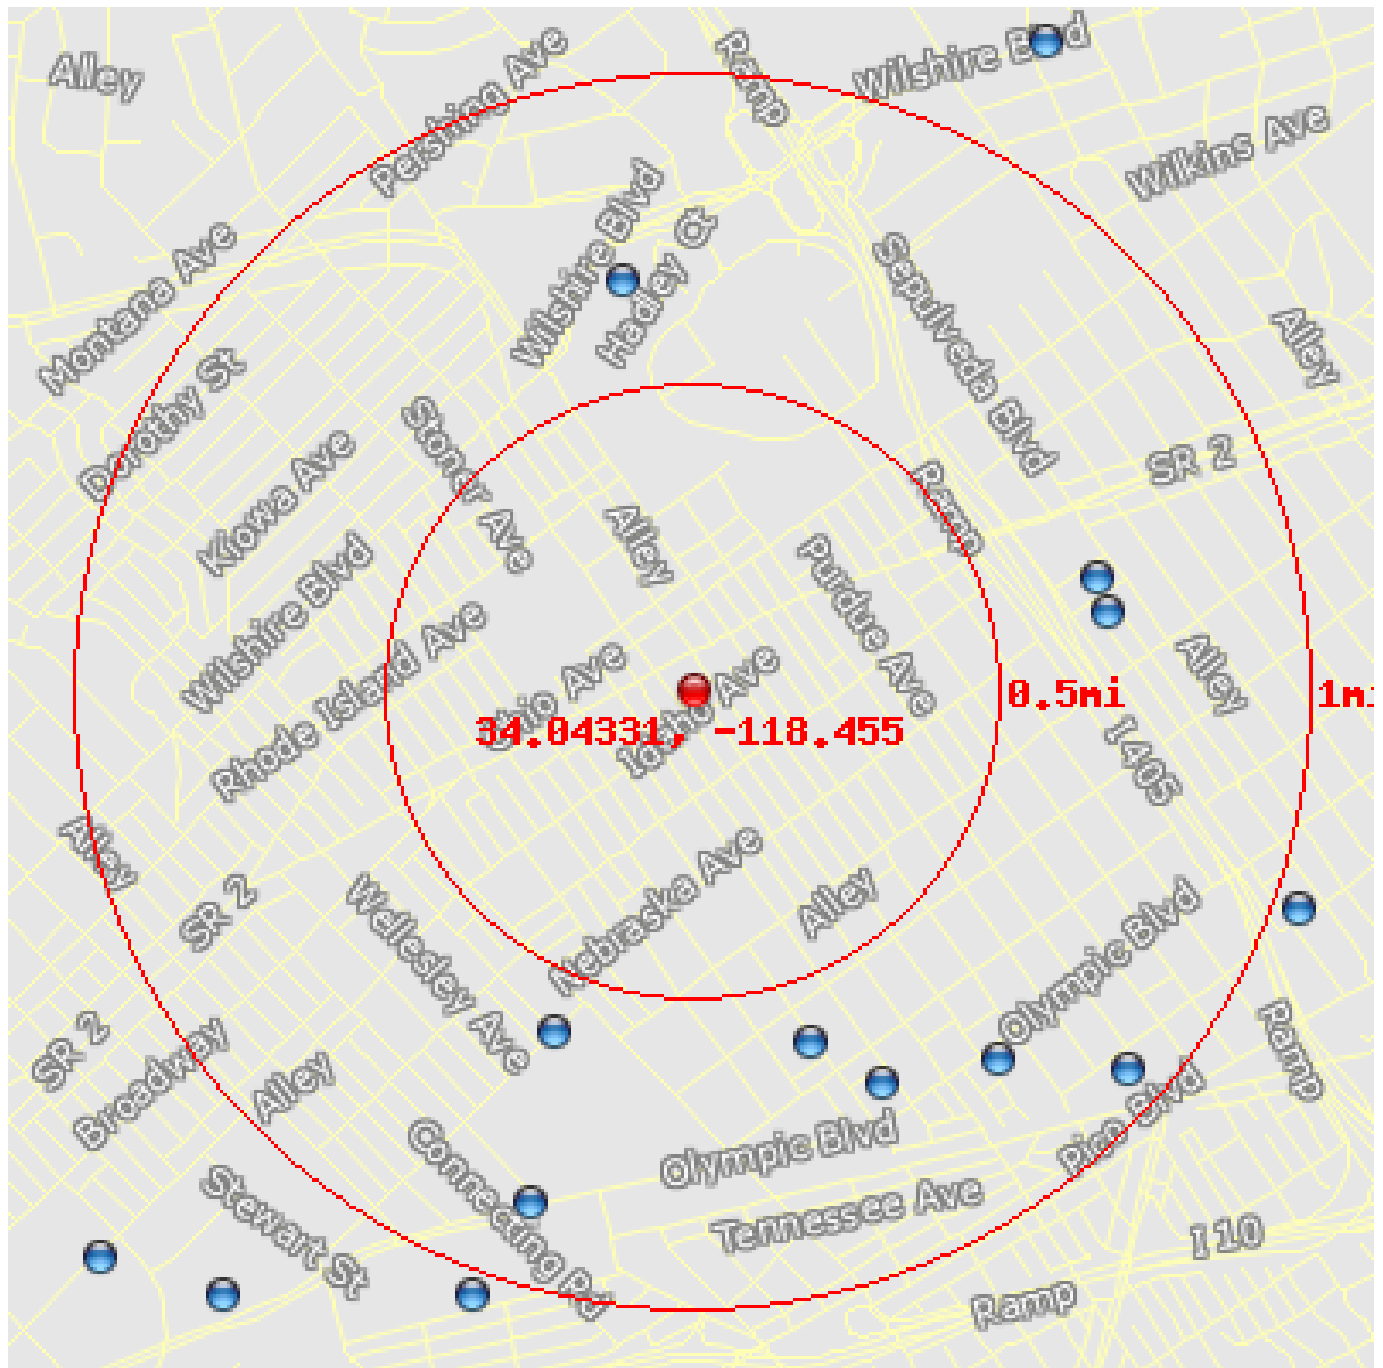 Alley
Pershing Ave
Ramp
Wilshire
Wilkins Ave
Montana Ave
Wilshire Blvd
Hadley Ct
Sepulveda Blvd
Alley
Dorothy St
Stoner Ave
SR 2
Kiowa Ave
Ramp
Alley
Purdue Ave
Wilshire Blvd
Rhode Island Ave
Ohio Ave
Idaho Ave
Alley
0.5mi
1mi
34.04331, -118.455
I 405
Alley
SR 2
Wellesley Ave
Nebraska Ave
Alley
Olympic Blvd
SR 2
Broadway
Alley
Ramp
Olympic Blvd
Pico Blvd
Connecting Rd
Stewart St
Tennessee Ave
I 10
Ramp